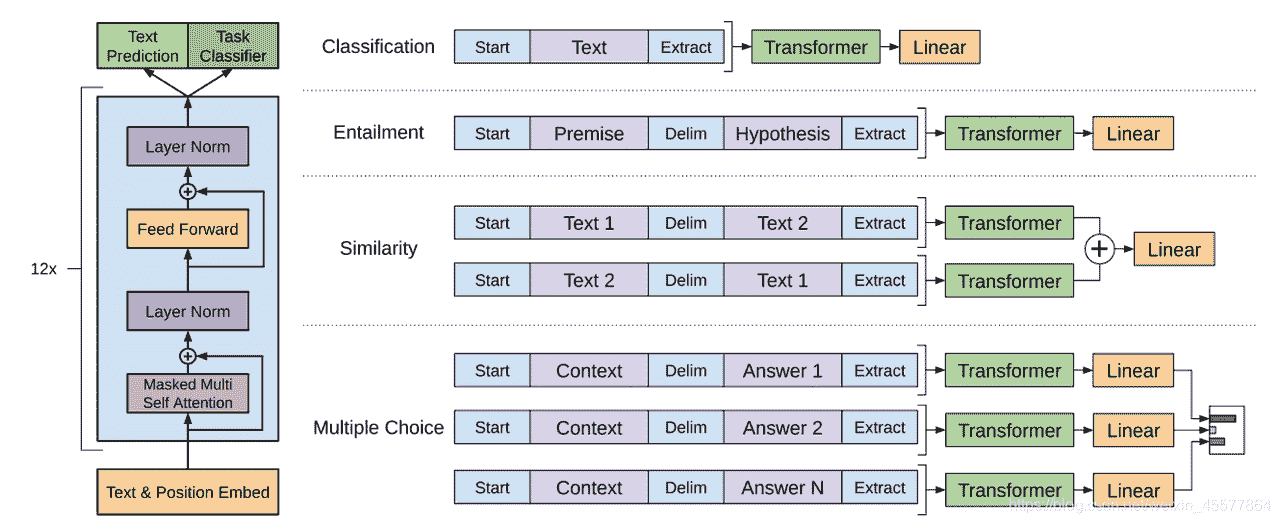 Text
Prediction
Task
Classifier
12x
Layer Norm
Feed Forward
Layer Norm
Masked Multi
Self Attention
Text & Position Embed
Classification
Start Text Extract Transformer Linear
Entailment
Start Premise Delim Hypothesis Extract Transformer Linear
Similarity
Start Text 1 Delim Text 2 Extract Transformer
Linear
Start Text 2 Delim Text 1 Extract Transformer
Multiple Choice
Start Context Delim Answer 1 Extract Transformer Linear
Start Context Delim Answer 2 Extract Transformer Linear
Start Context Delim Answer N Extract Transformer Linear